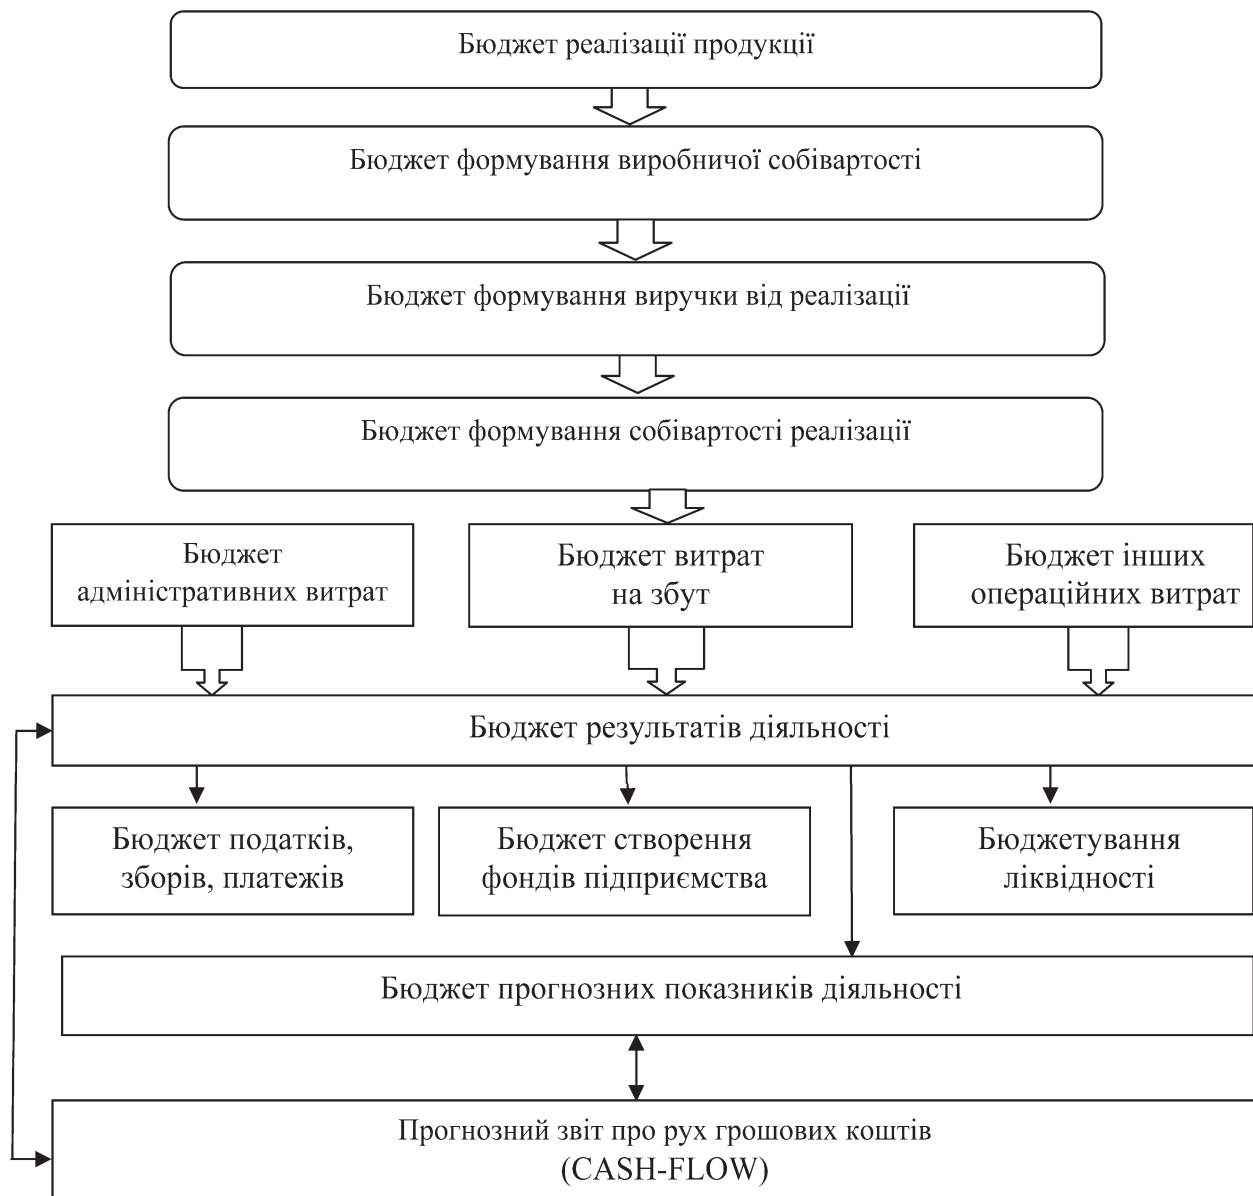 Бюджет реалізації продукції
Бюджет формування виробничої собівартості
Бюджет формування виручки від реалізації
Бюджет формування собівартості реалізації
Бюджет
адміністративних витрат
Бюджет витрат
на збут
Бюджет інших
операційних витрат
Бюджет результатів діяльності
Бюджет податків,
зборів, платежів
Бюджет створення
фондів підприємства
Бюджетування
ліквідності
Бюджет прогнозних показників діяльності
Прогнозний звіт про рух грошових коштів
(CASH-FLOW)